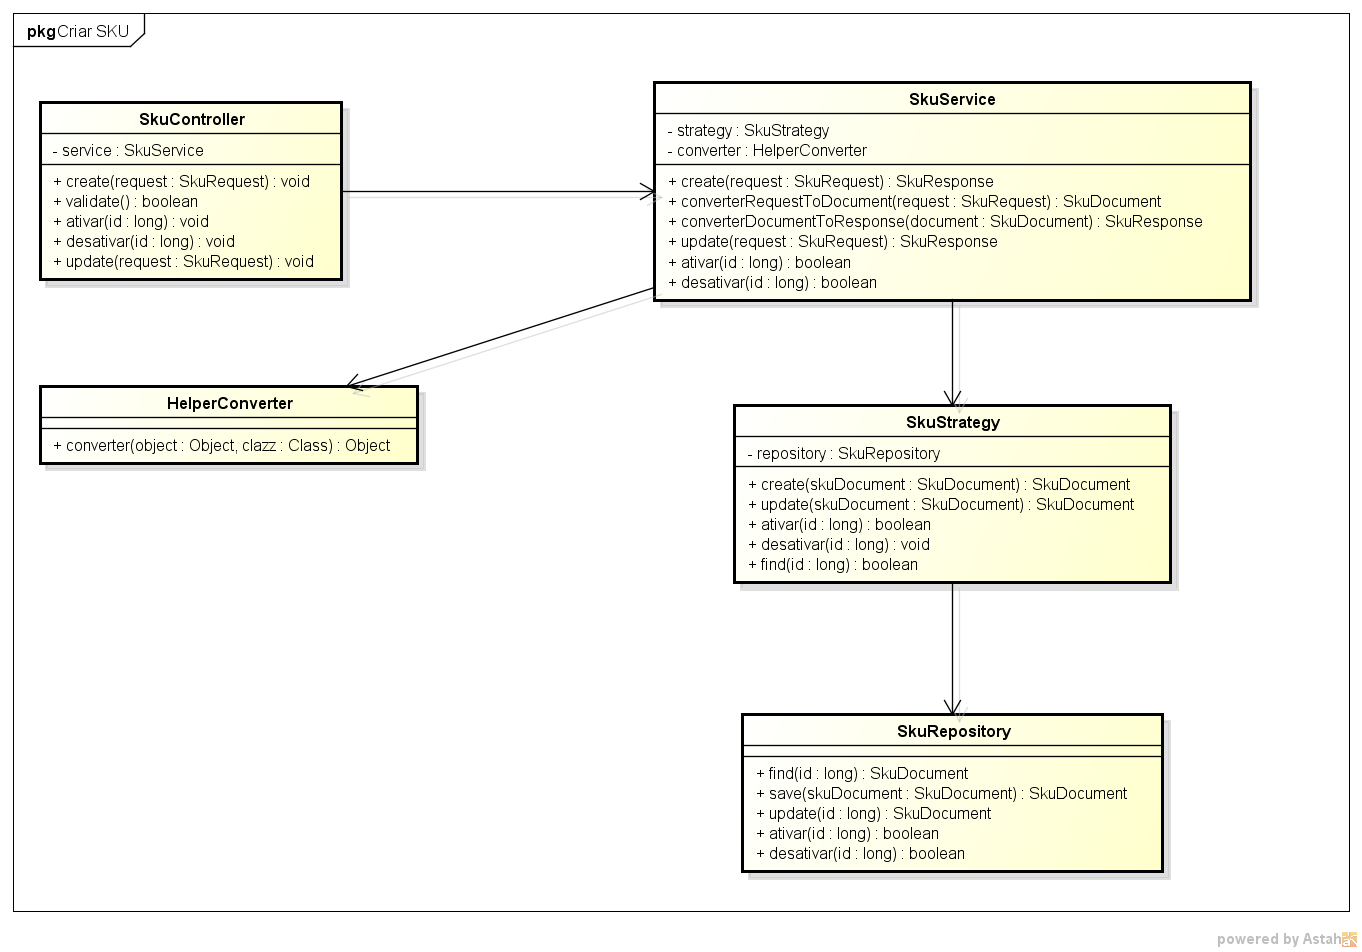 pkg Criar SKU
SkuController
- service : SkuService
+ create(request : SkuRequest) : void
+ validate() : boolean
+ ativar(id : long) : void
+ desativar(id : long) : void
+ update(request : SkuRequest) : void
SkuService
- strategy : SkuStrategy
- converter : HelperConverter
+ create(request : SkuRequest) : SkuResponse
+ converterRequestToDocument(request : SkuRequest) : SkuDocument
+ converterDocumentToResponse(document : SkuDocument) : SkuResponse
+ update(request : SkuRequest) : SkuResponse
+ ativar(id : long) : boolean
+ desativar(id : long) : boolean
HelperConverter
+ converter(object : Object, clazz : Class) : Object
SkuStrategy
- repository : SkuRepository
+ create(skuDocument : SkuDocument) : SkuDocument
+ update(skuDocument : SkuDocument) : SkuDocument
+ ativar(id : long) : boolean
+ desativar(id : long) : void
+ find(id : long) : boolean
SkuRepository
+ find(id : long) : SkuDocument
+ save(skuDocument : SkuDocument) : SkuDocument
+ update(id : long) : SkuDocument
+ ativar(id : long) : boolean
+ desativar(id : long) : boolean
powered by Astah